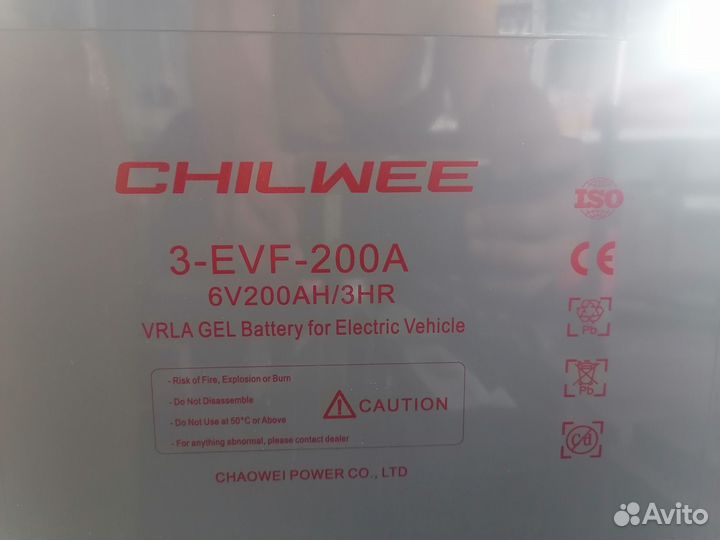 CHILWEE
ISO
3-EVF-200A
CE
6V200AH/3HR
Pb
VRLA GEL Battery for Electric Vehicle
- Risk of Fire, Explosion or Burn
- Do Not Disassemble
- Do Not Use at 50°C or Above
- For anything abnormal, please contact dealer
CAUTION
Pb
Cd
CHAOWEI POWER CO., LTD
Avito